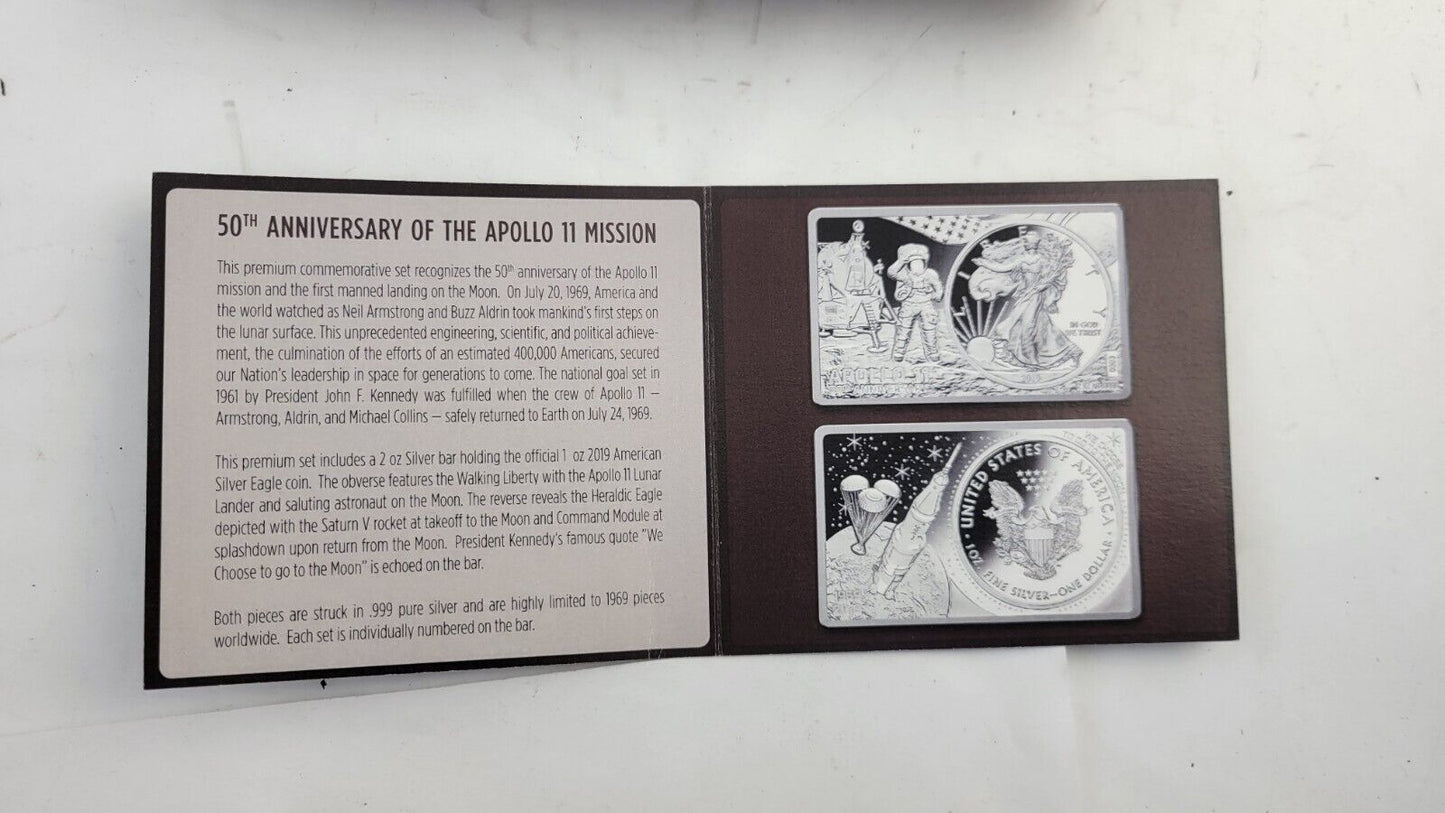 50TH ANNIVERSARY OF THE APOLLO 11 MISSION
This premium commemorative set recognizes the 50th anniversary of the Apollo 11
mission and the first manned landing on the Moon. On July 20, 1969, America and
the world watched as Neil Armstrong and Buzz Aldrin took mankind's first steps on
the lunar surface. This unprecedented engineering, scientific, and political achieve-
ment, the culmination of the efforts of an estimated 400,000 Americans, secured
our Nation's leadership in space for generations to come. The national goal set in
1961 by President John F. Kennedy was fulfilled when the crew of Apollo 11 —
Armstrong, Aldrin, and Michael Collins — safely returned to Earth on July 24, 1969.
This premium set includes a 2 oz Silver bar holding the official 1 oz 2019 American
Silver Eagle coin. The obverse features the Walking Liberty with the Apollo 11 Lunar
Lander and saluting astronaut on the Moon. The reverse reveals the Heraldic Eagle
depicted with the Saturn V rocket at takeoff to the Moon and Command Module at
splashdown upon return from the Moon. President Kennedy's famous quote "We
Choose to go to the Moon" is echoed on the bar.
Both pieces are struck in .999 pure silver and are highly limited to 1969 pieces
worldwide. Each set is individually numbered on the bar.
LIBERTY
IN GOD
WE TRUST
APOLLO 11
WE CHOOSE
UNITED STATES OF AMERICA
1 OZ. FINE SILVER—ONE DOLLAR